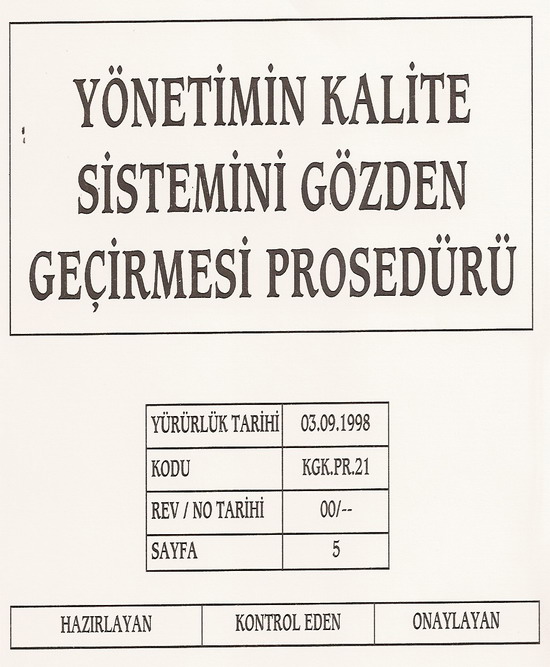 YÖNETİMİN KALİTE
SİSTEMİNİ GÖZDEN
GEÇİRMESİ PROSEDÜRÜ
YÜRÜRLÜK TARİHİ 03.09.1998
KODU KGK.PR.21
REV / NO TARİHİ 00/--
SAYFA 5
HAZIRLAYAN KONTROL EDEN ONAYLAYAN